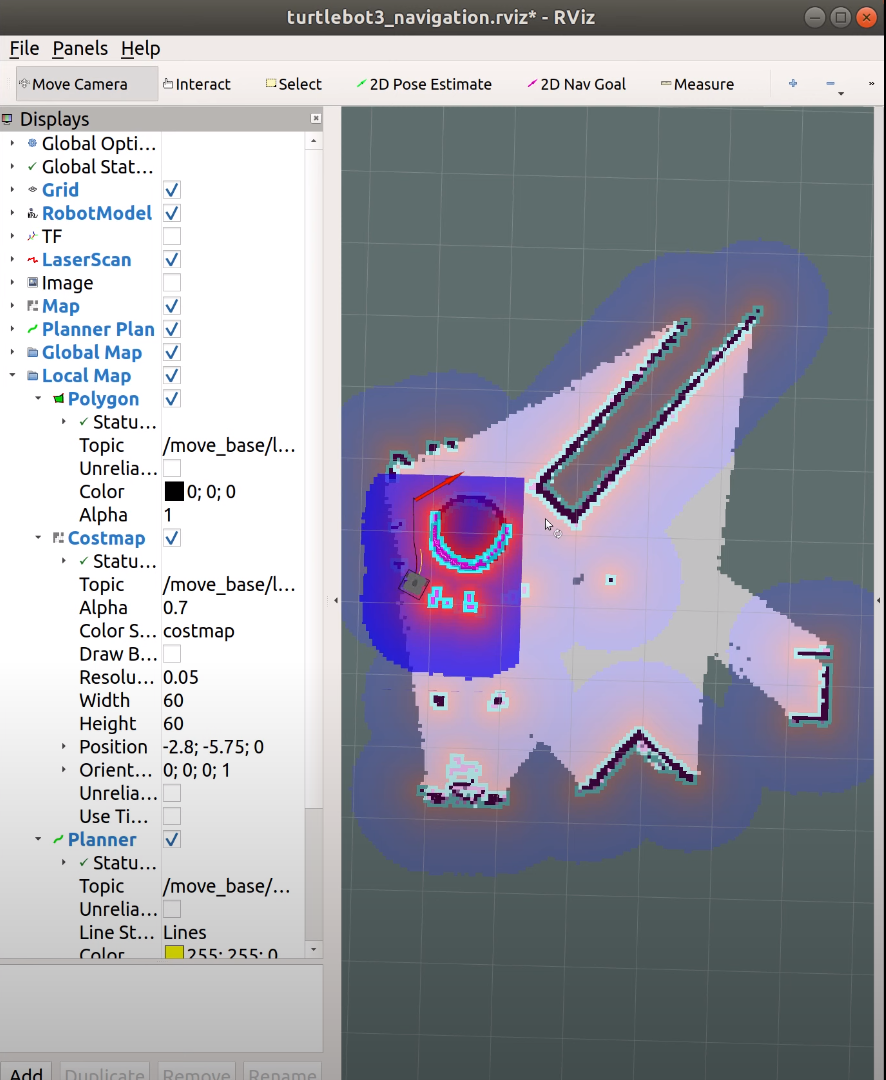 turtlebot3_navigation.rviz* - RViz
File Panels Help
Move Camera Interact Select 2D Pose Estimate 2D Nav Goal Measure »
Displays
Global Opti...
Global Stat...
Grid
RobotModel
TF
LaserScan
Image
Map
Planner Plan
Global Map
Local Map
Polygon
Statu...
Topic /move_base/l...
Unrelia...
Color 0; 0; 0
Alpha 1
Costmap
Statu...
Topic /move_base/l...
Alpha 0.7
Color S... costmap
Draw B...
Resolu... 0.05
Width 60
Height 60
Position -2.8; -5.75; 0
Orient... 0; 0; 0; 1
Unrelia...
Use Ti...
Planner
Statu...
Topic /move_base/...
Unrelia...
Line St... Lines
Color 255; 255; 0
Add Duplicate Remove Rename